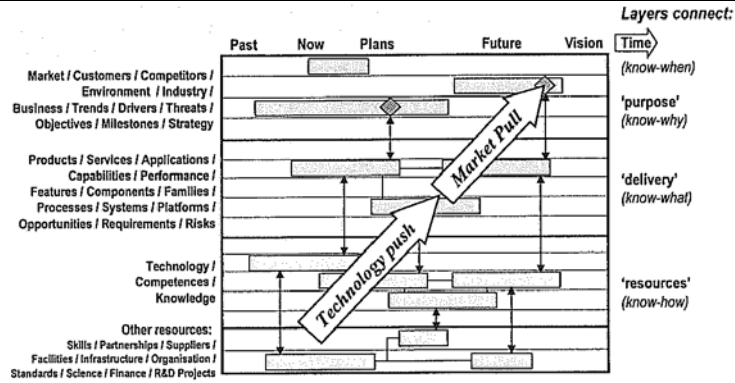 Layers connect:
Past Now Plans Future Vision Time
(know-when)
Market / Customers / Competitors /
Environment / Industry /
Business / Trends / Drivers / Threats /
Objectives / Milestones / Strategy
'purpose'
(know-why)
Market Pull
Products / Services / Applications /
Capabilities / Performance /
Features / Components / Families /
Processes / Systems / Platforms /
Opportunities / Requirements / Risks
'delivery'
(know-what)
Technology push
Technology /
Competences /
Knowledge
'resources'
(know-how)
Other resources:
Skills / Partnerships / Suppliers /
Facilities / Infrastructure / Organisation /
Standards / Science / Finance / R&D Projects